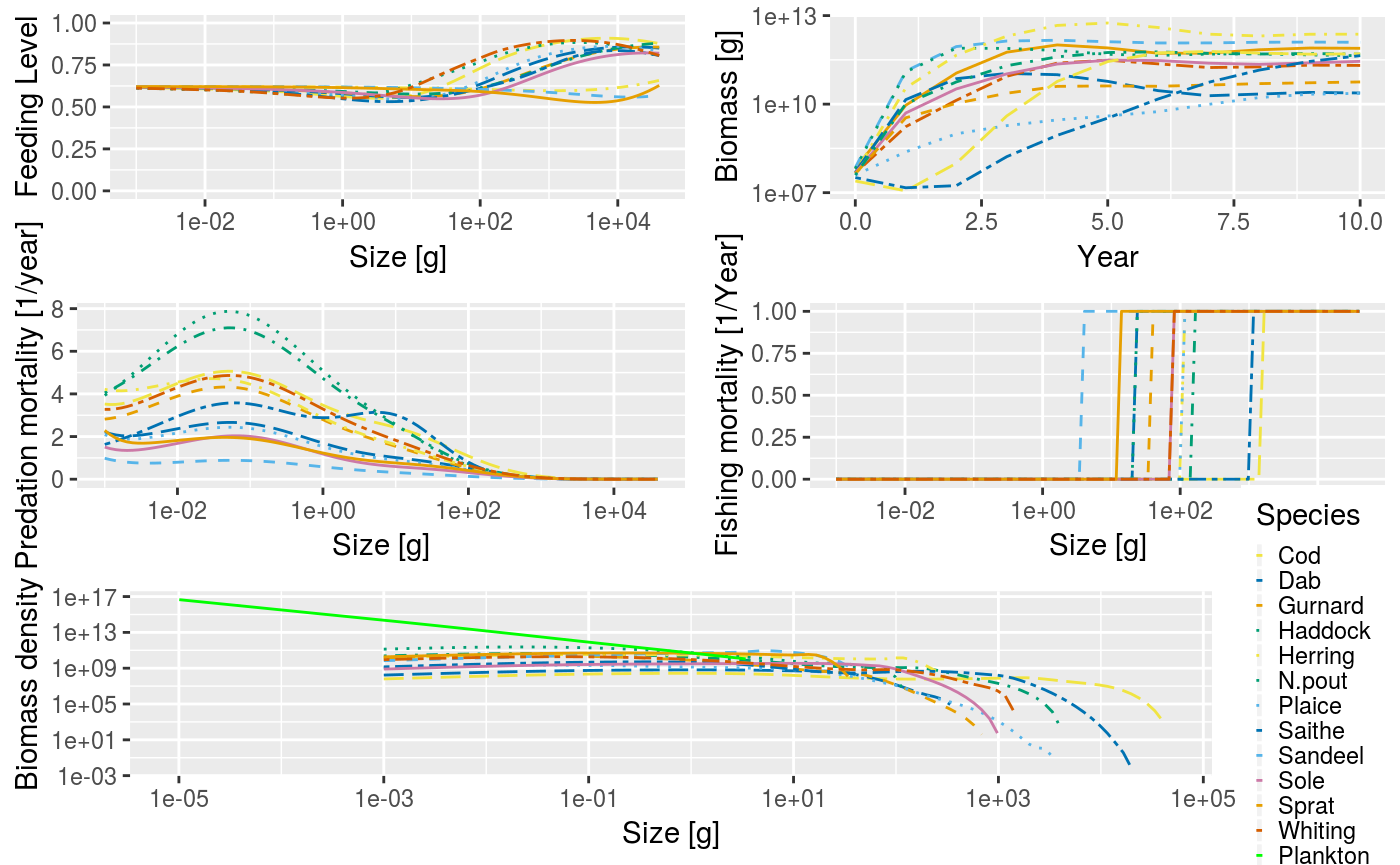 Feeding Level
1.00
0.75
0.50
0.25
0.00
1e-02
1e+00
1e+02
1e+04
Size [g]
Biomass [g]
1e+13
1e+10
1e+07
0.0
2.5
5.0
7.5
10.0
Year
Predation mortality [1/year]
8
6
4
2
0
1e-02
1e+00
1e+02
1e+04
Size [g]
Fishing mortality [1/Year]
1.00
0.75
0.50
0.25
0.00
1e-02
1e+00
1e+02
Size [g]
Biomass density
1e+17
1e+13
1e+09
1e+05
1e+01
1e-03
1e-05
1e-03
1e-01
1e+01
1e+03
1e+05
Size [g]
Species
Cod
Dab
Gurnard
Haddock
Herring
N.pout
Plaice
Saithe
Sandeel
Sole
Sprat
Whiting
Plankton